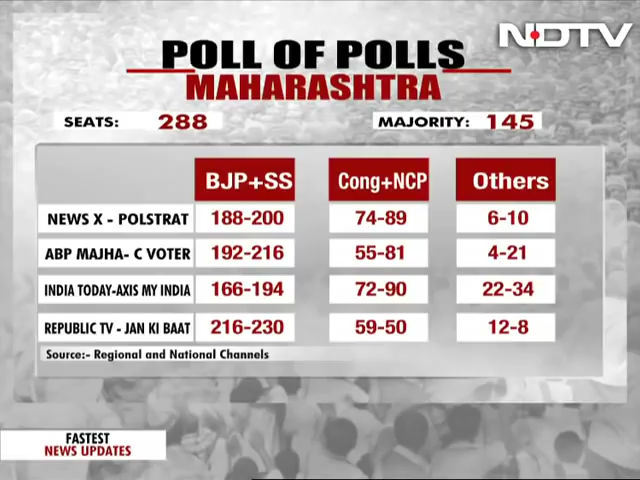 NDTV
POLL OF POLLS
MAHARASHTRA
SEATS: 288 MAJORITY: 145
BJP+SS Cong+NCP Others
NEWS X - POLSTRAT 188-200 74-89 6-10
ABP MAJHA- C VOTER 192-216 55-81 4-21
INDIA TODAY-AXIS MY INDIA 166-194 72-90 22-34
REPUBLIC TV - JAN KI BAAT 216-230 59-50 12-8
Source:- Regional and National Channels
FASTEST
NEWS UPDATES